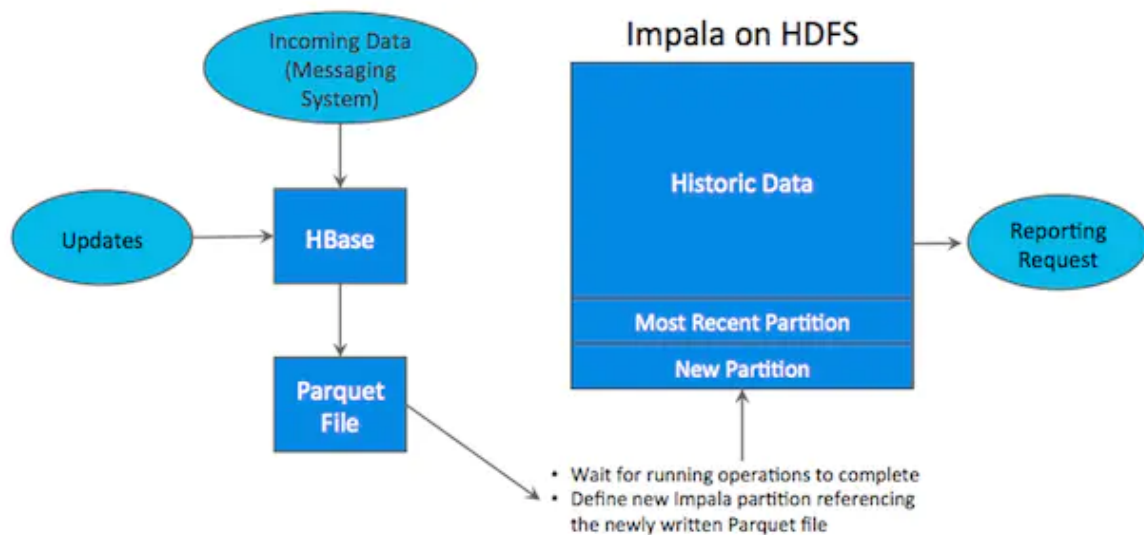 Incoming Data
(Messaging
System)
Updates
HBase
Parquet
File
Impala on HDFS
Historic Data
Most Recent Partition
New Partition
Reporting
Request
• Wait for running operations to complete
• Define new Impala partition referencing
the newly written Parquet file